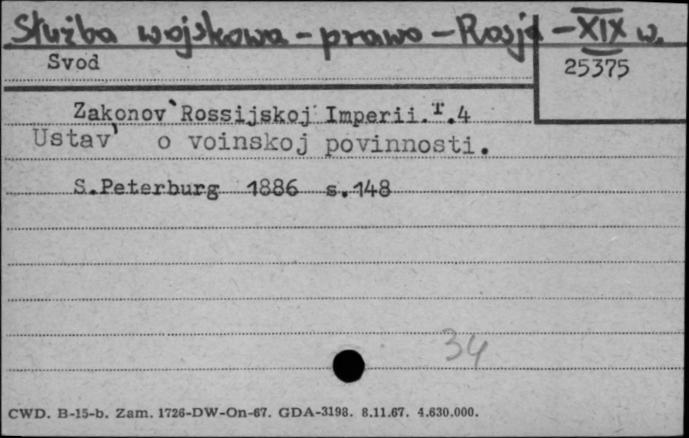 Służba wojskowa - prawo - Rosja - XIX w.
Svod
25375
Zakonov` Rossijskoj Imperii.T.4
Ustav' o voinskoj povinnosti.
S.Peterburg 1886 s.148
34
CWD. B-15-b. Zam. 1726-DW-On-67. GDA-3198. 8.11.67. 4.630.000.